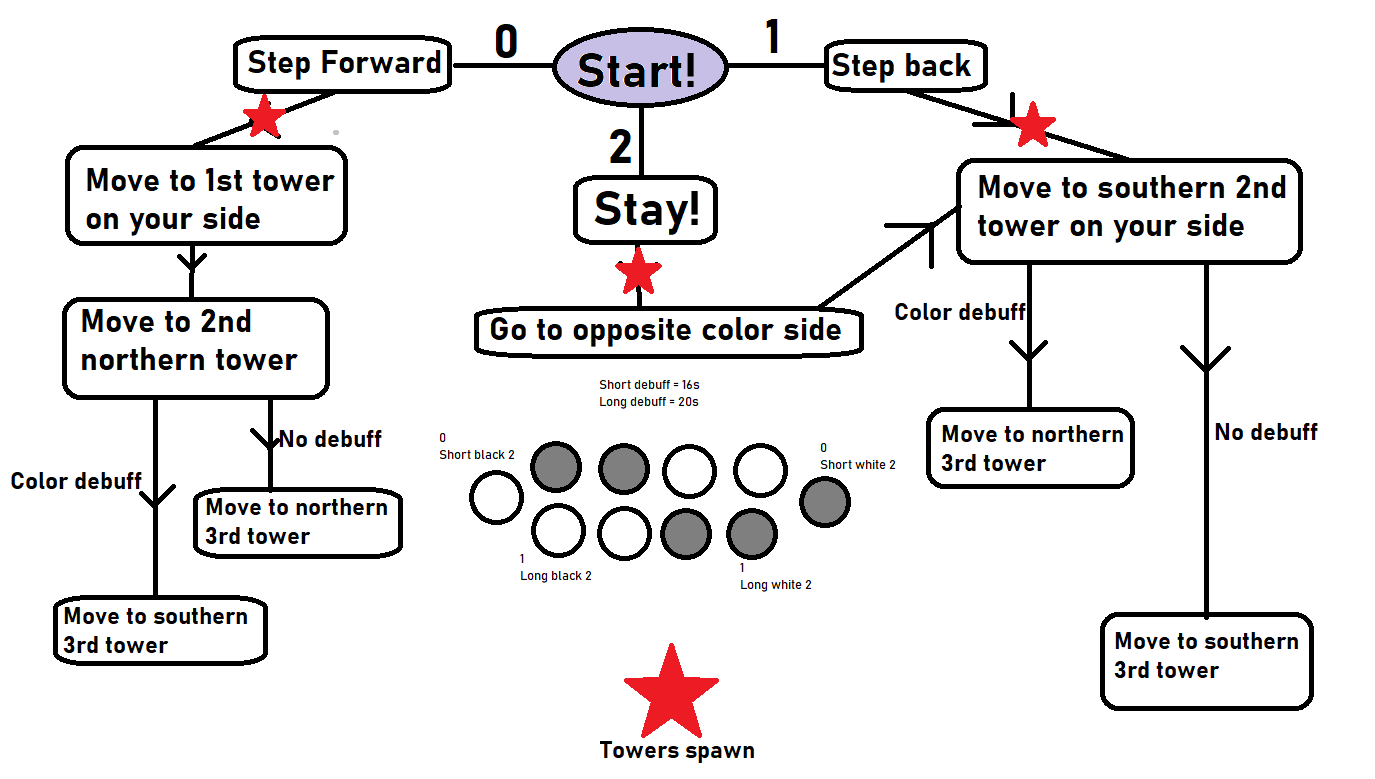 0
1
Step Forward
Start!
Step back
2
Move to 1st tower
on your side
Stay!
Move to southern 2nd
tower on your side
Move to 2nd
northern tower
Go to opposite color side
Color debuff
Short debuff = 16s
Long debuff = 20s
No debuff
Color debuff
Move to northern
3rd tower
Move to southern
3rd tower
0
Short black 2
0
Short white 2
1
Long black 2
1
Long white 2
Move to northern
3rd tower
No debuff
Move to southern
3rd tower
Towers spawn